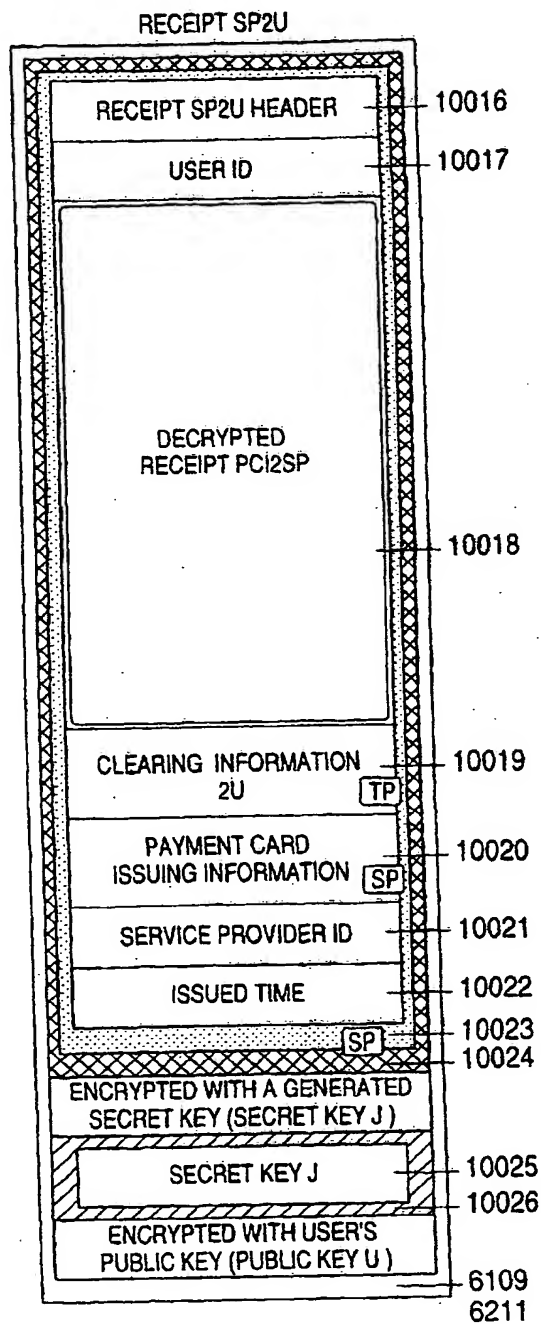 RECEIPT SP2U
RECEIPT SP2U HEADER
10016
USER ID
10017
DECRYPTED
RECEIPT PCI2SP
10018
CLEARING INFORMATION
2U
TP
10019
PAYMENT CARD
ISSUING INFORMATION
SP
10020
SERVICE PROVIDER ID
10021
ISSUED TIME
10022
SP
10023
10024
ENCRYPTED WITH A GENERATED
SECRET KEY (SECRET KEY J )
SECRET KEY J
10025
10026
ENCRYPTED WITH USER'S
PUBLIC KEY (PUBLIC KEY U )
6109
6211